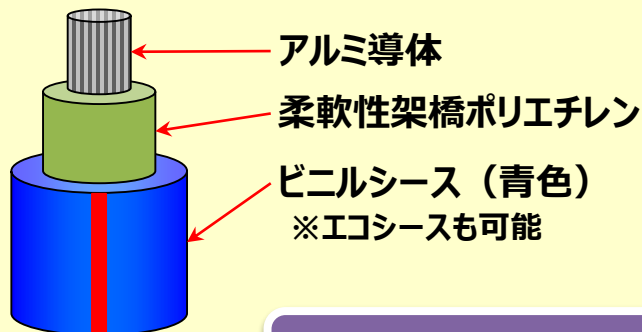 アルミ導体
柔軟性架橋ポリエチレン
ビニルシース（青色）
※エコシースも可能